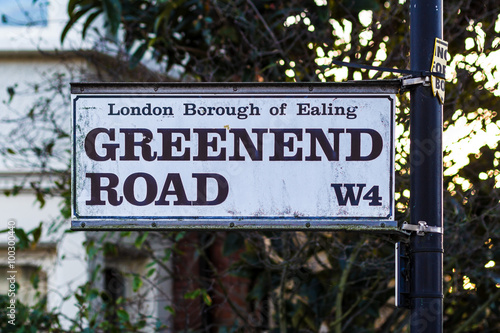 London Borough of Ealing
GREENEND
ROAD W4